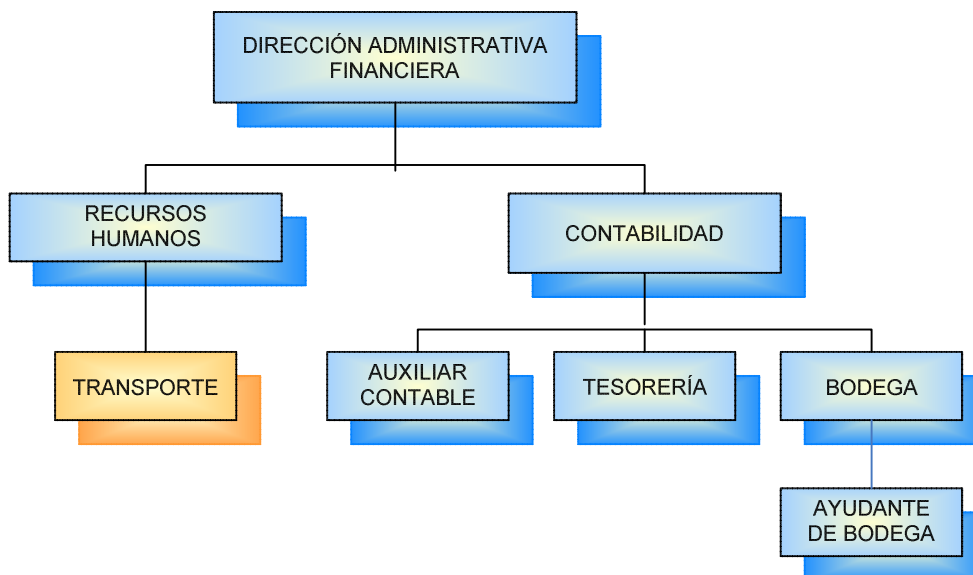 DIRECCIÓN ADMINISTRATIVA
FINANCIERA
RECURSOS
HUMANOS
CONTABILIDAD
TRANSPORTE
AUXILIAR
CONTABLE
TESORERÍA
BODEGA
AYUDANTE
DE BODEGA